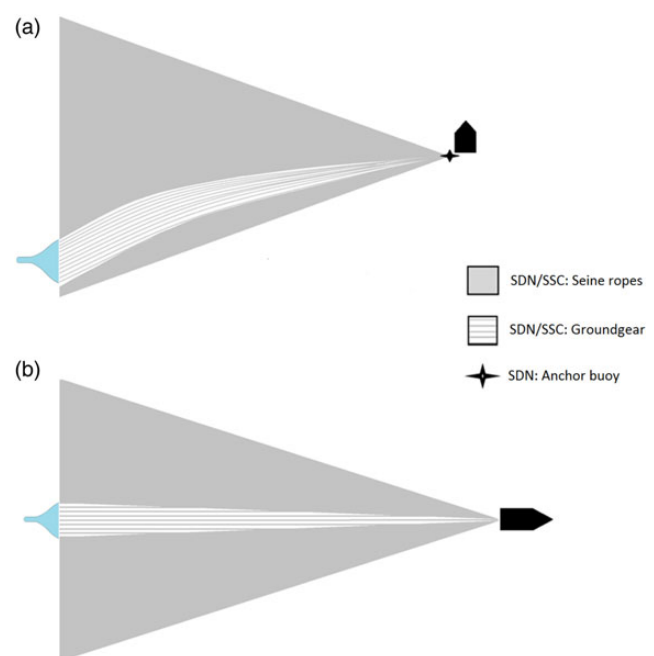 (a)
SDN/SSC: Seine ropes
SDN/SSC: Groundgear
SDN: Anchor buoy
(b)